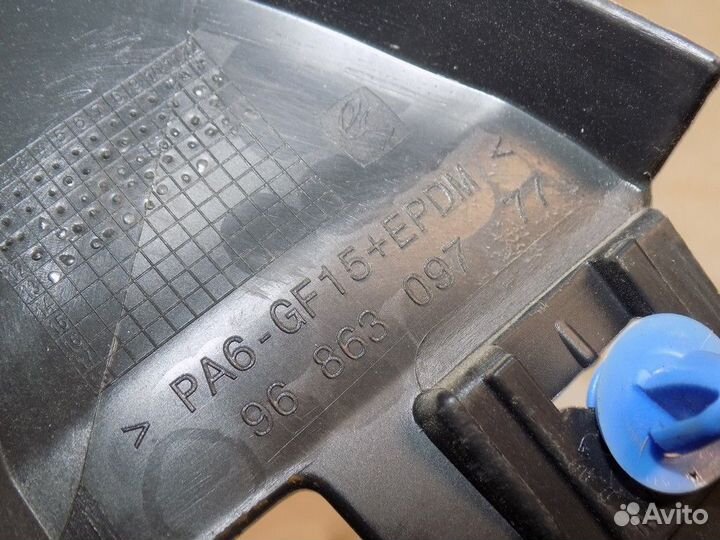 > PA6-GF15+EPDM <
96 863 097 77
Avito